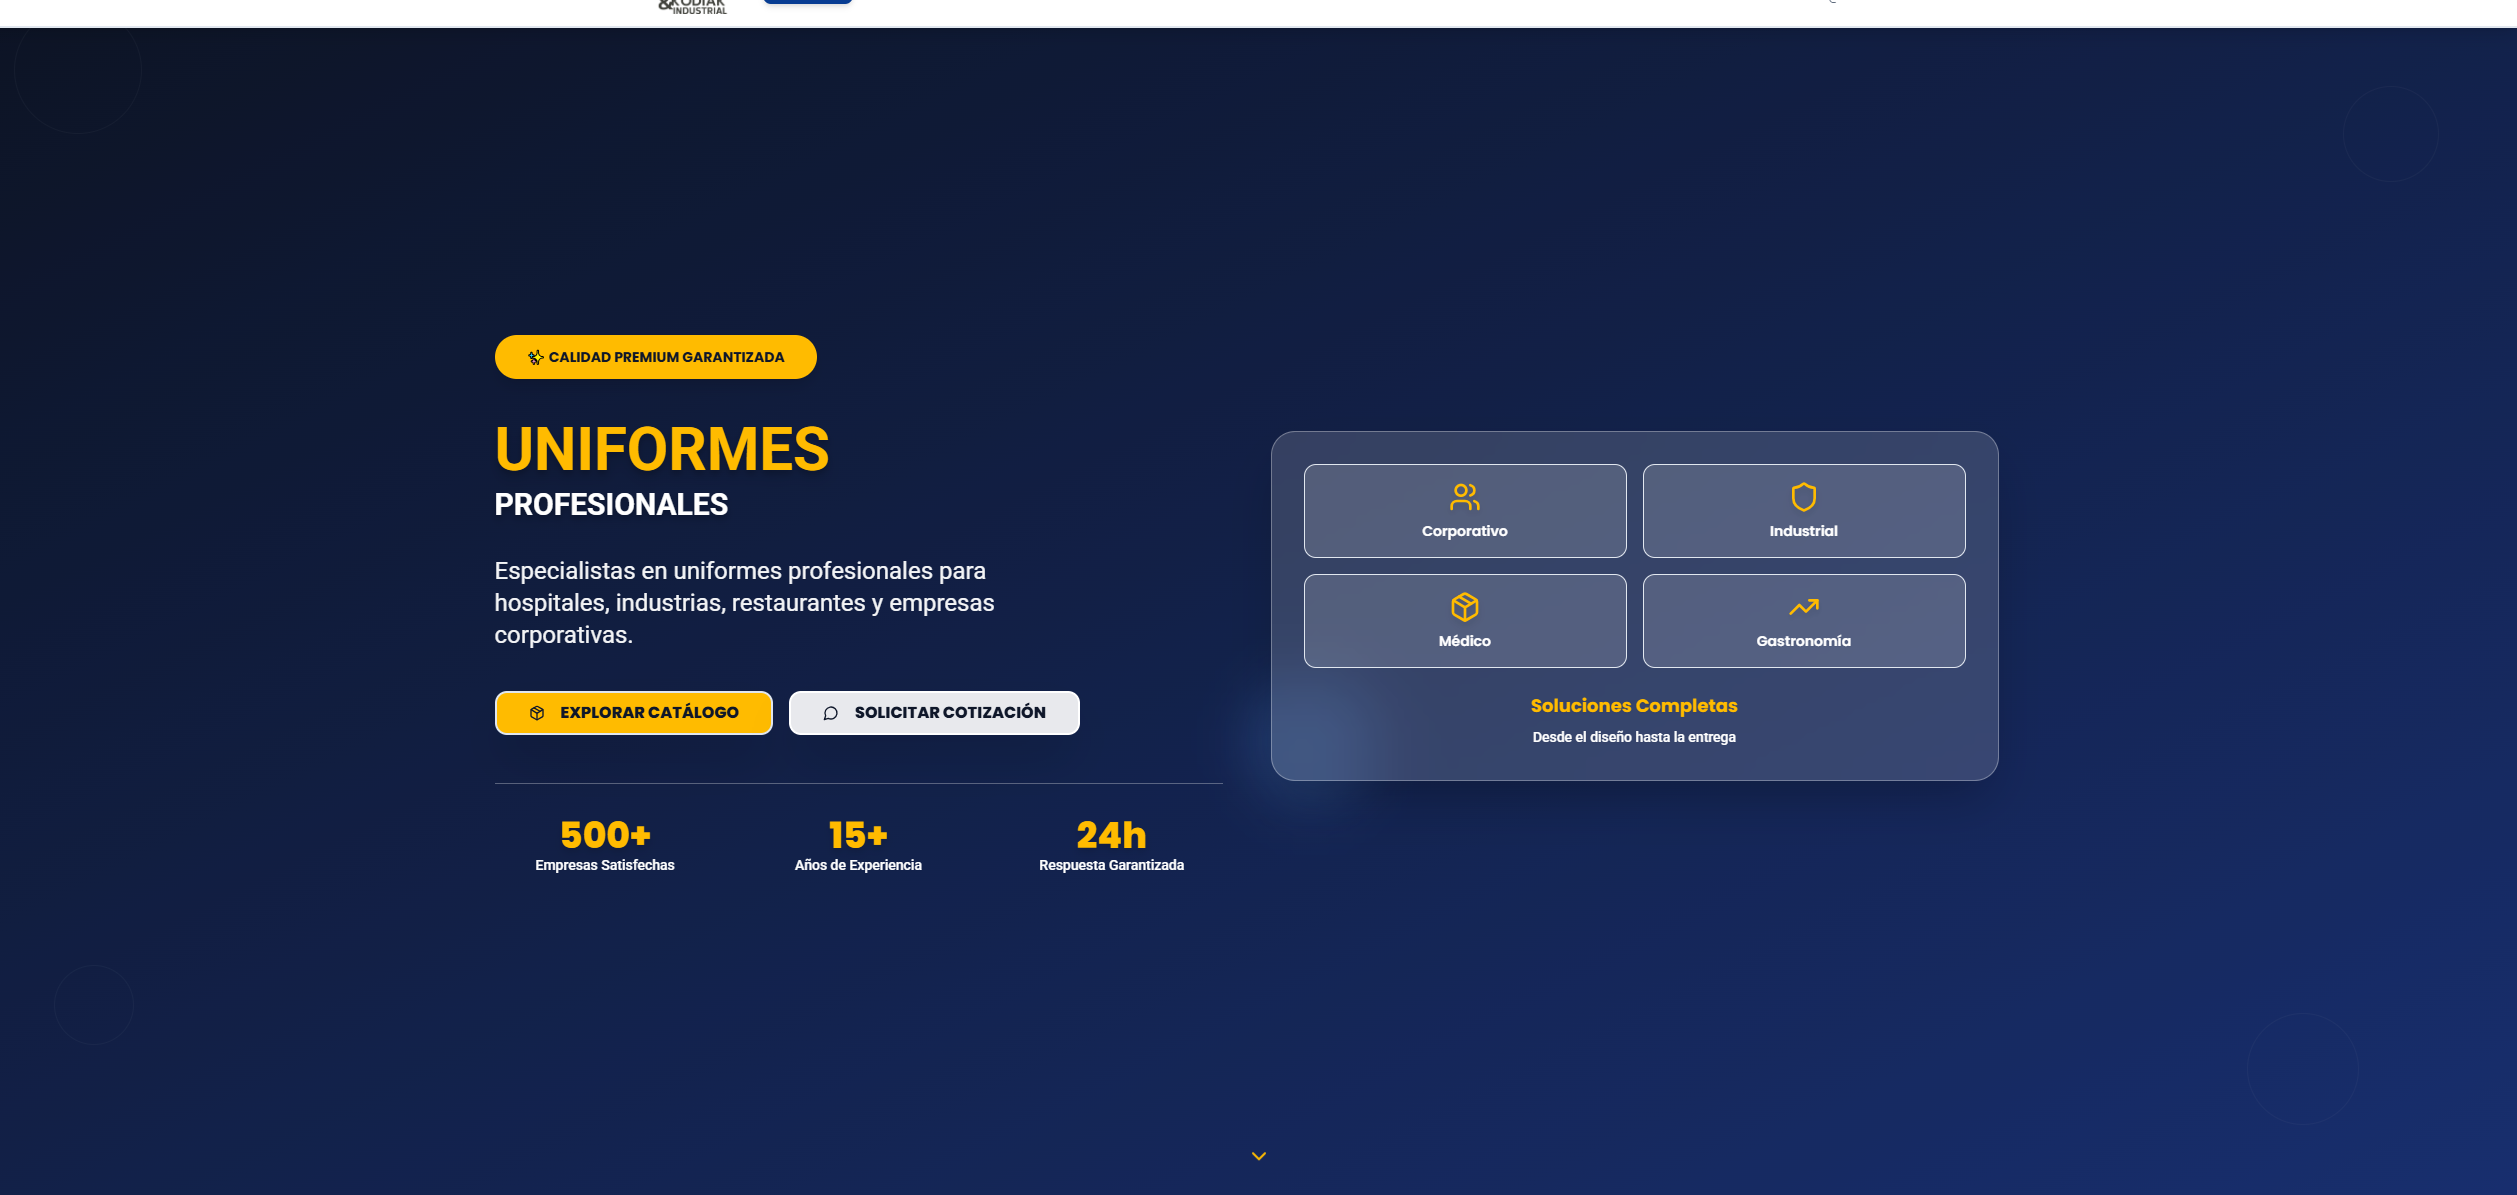 &KODIAK
INDUSTRIAL
CALIDAD PREMIUM GARANTIZADA
UNIFORMES
PROFESIONALES
Especialistas en uniformes profesionales para
hospitales, industrias, restaurantes y empresas
corporativas.
EXPLORAR CATÁLOGO
SOLICITAR COTIZACIÓN
500+
Empresas Satisfechas
15+
Años de Experiencia
24h
Respuesta Garantizada
Corporativo
Industrial
Médico
Gastronomía
Soluciones Completas
Desde el diseño hasta la entrega